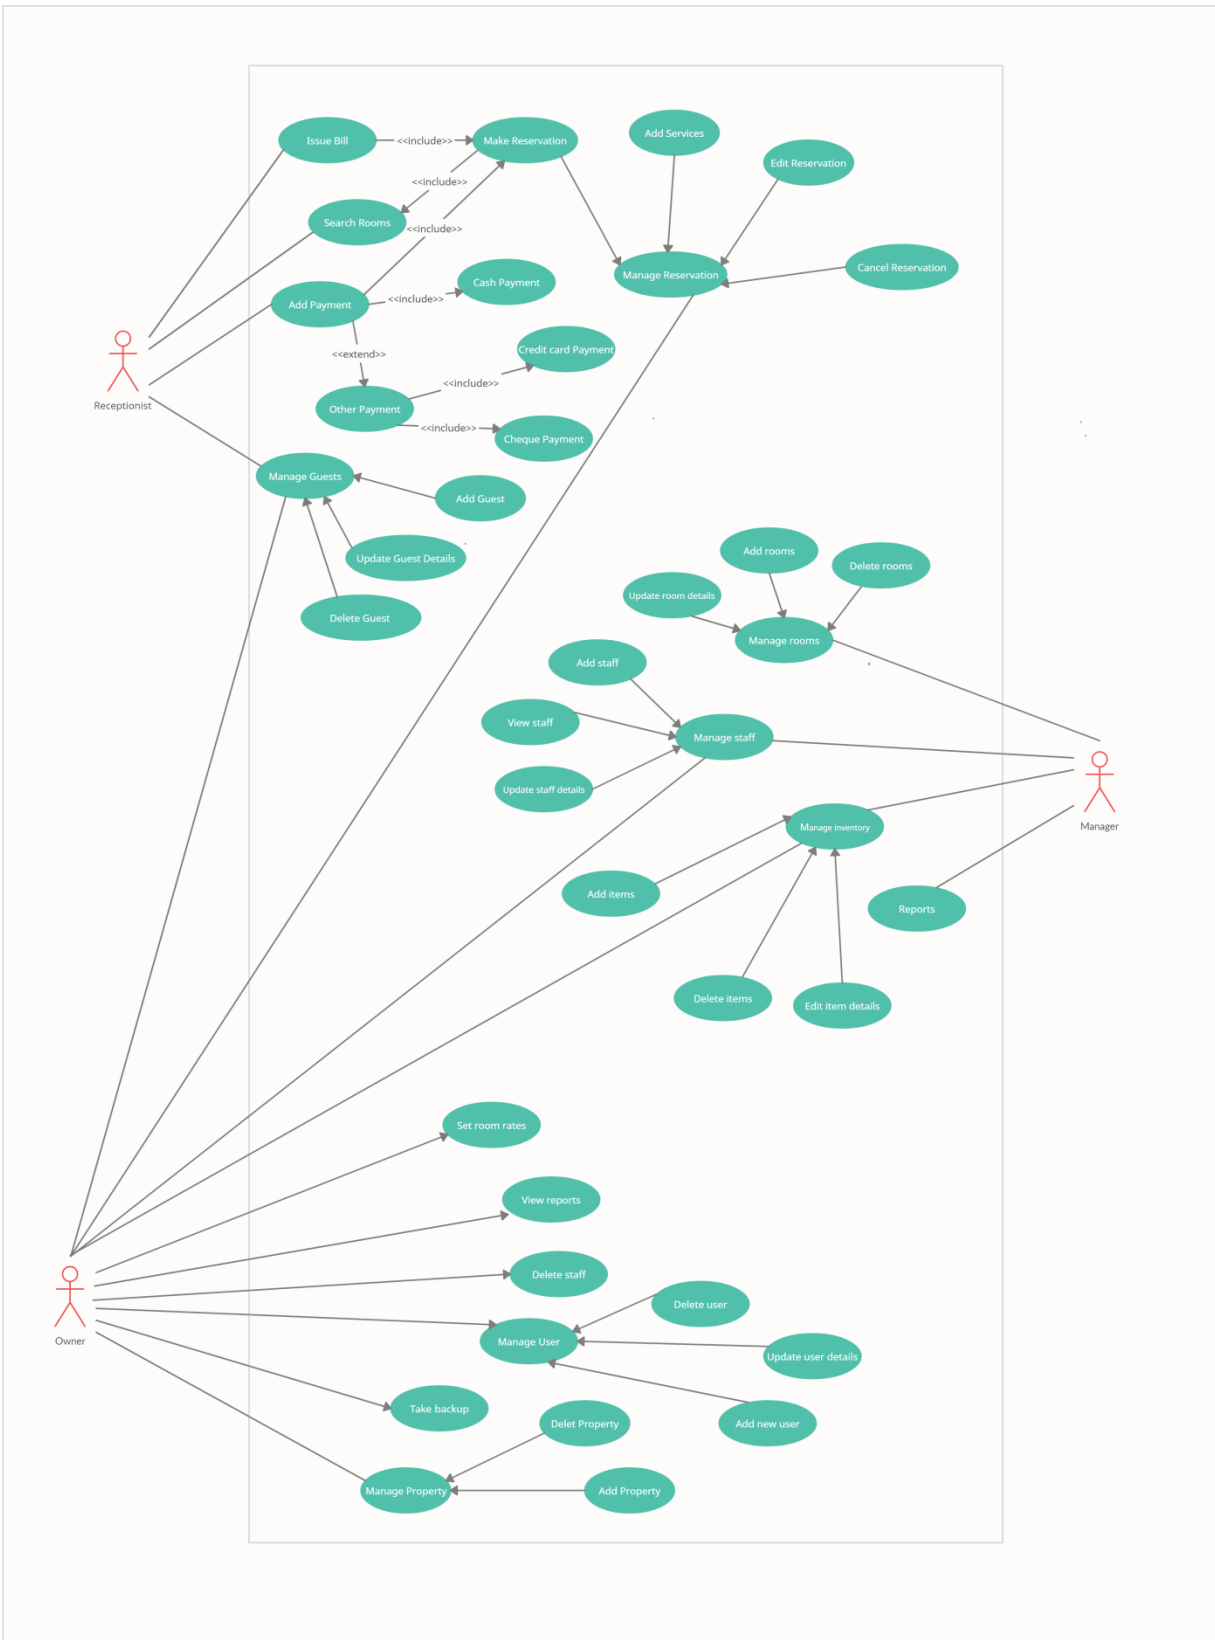 Issue Bill
<<include>>
Make Reservation
Add Services
Edit Reservation
<<include>>
Search Rooms
<<include>>
Manage Reservation
Cancel Reservation
Add Payment
<<include>>
Cash Payment
<<extend>>
Credit card Payment
<<include>>
Other Payment
<<include>>
Cheque Payment
Receptionist
Manage Guests
Add Guest
Update Guest Details
Delete Guest
Add rooms
Delete rooms
Update room details
Manage rooms
Add staff
View staff
Manage staff
Update staff details
Manage inventory
Manager
Add items
Reports
Delete items
Edit item details
Set room rates
View reports
Delete staff
Delete user
Owner
Manage User
Update user details
Take backup
Delet Property
Add new user
Manage Property
Add Property